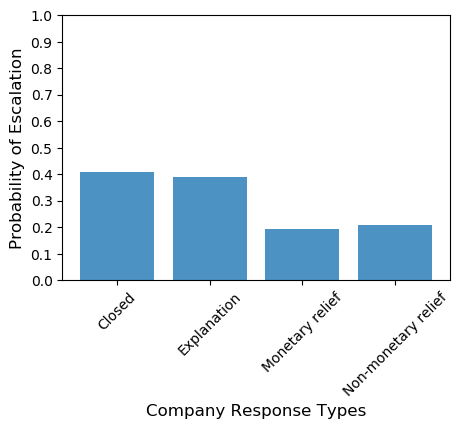 1.0
0.9
0.8
0.7
0.6
0.5
0.4
0.3
0.2
0.1
0.0
Probability of Escalation
Closed
Explanation
Monetary relief
Non-monetary relief
Company Response Types